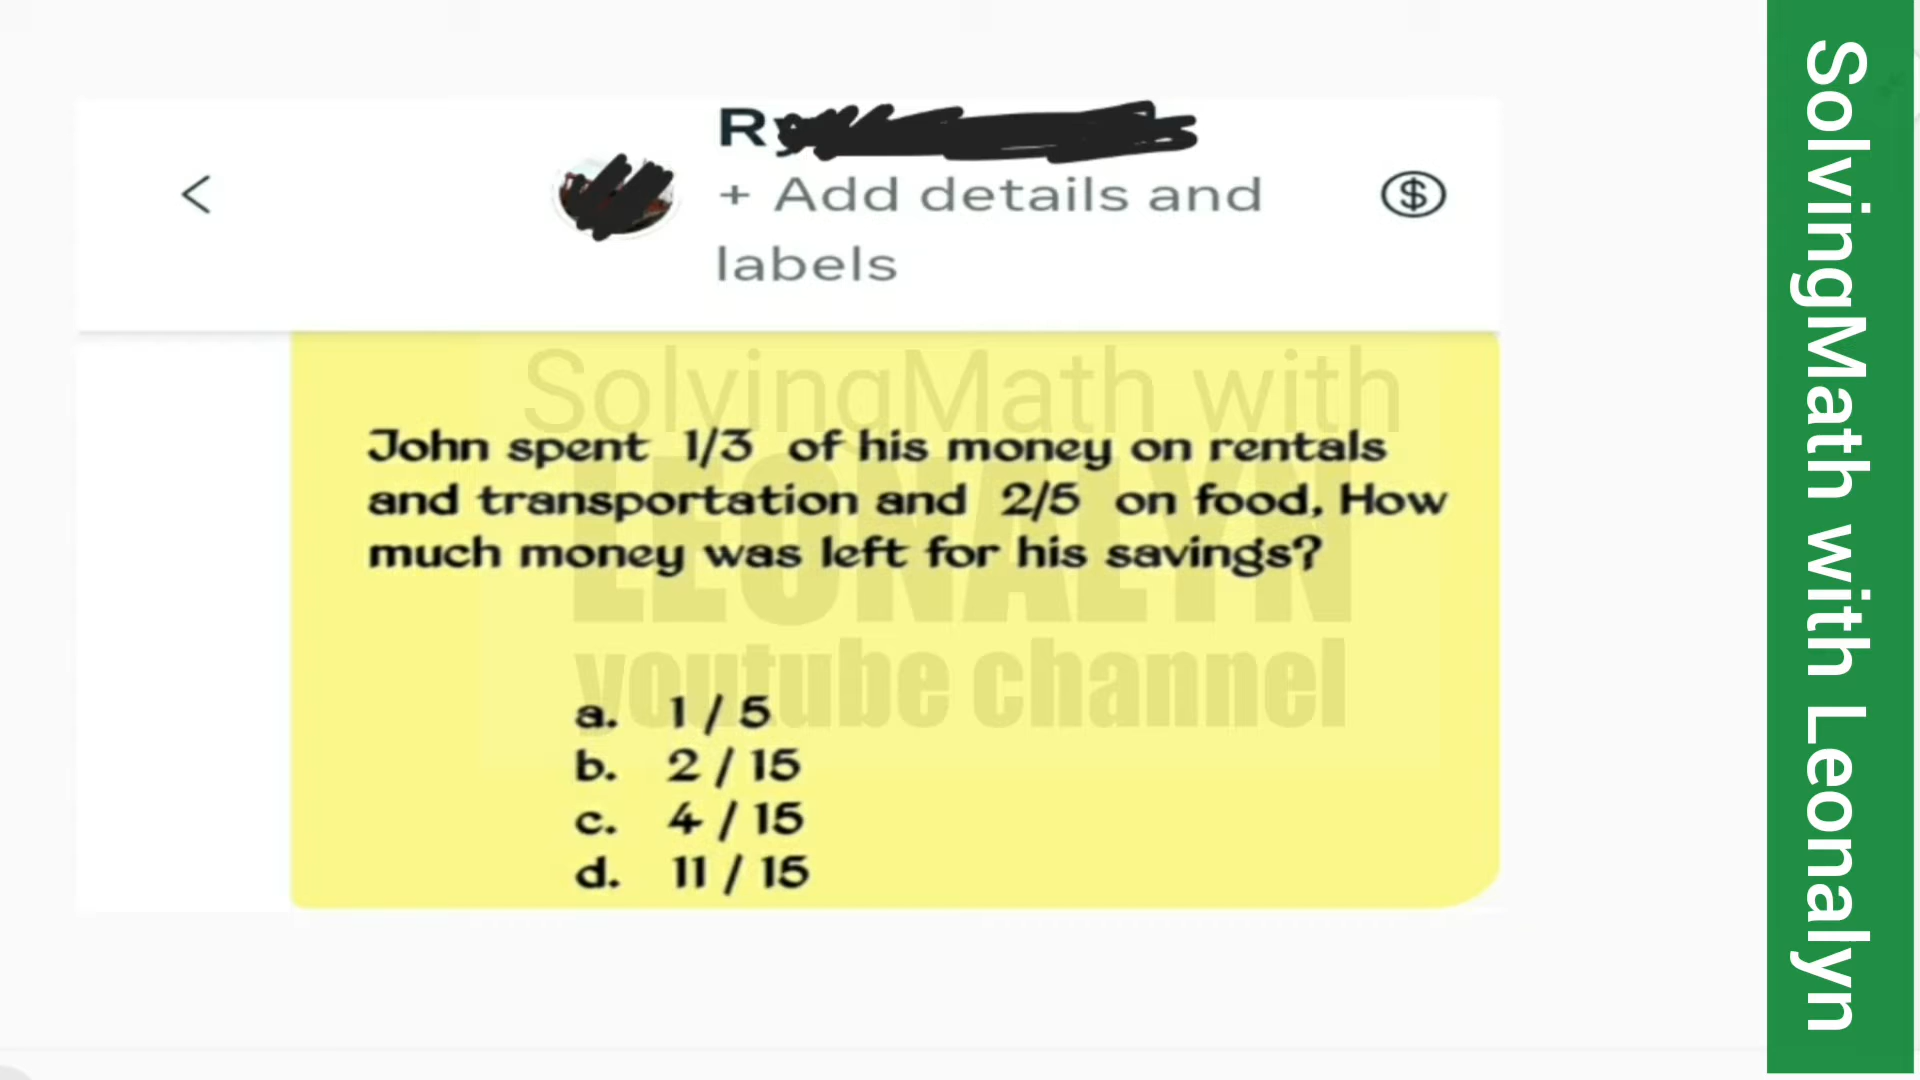 + Add details and
labels
$
SolvingMath with
LEONALYN
youtube channel
John spent 1/3 of his money on rentals
and transportation and 2/5 on food, How
much money was left for his savings?
a. 1 / 5
b. 2 / 15
c. 4 / 15
d. 11 / 15
SolvingMath with Leonalyn